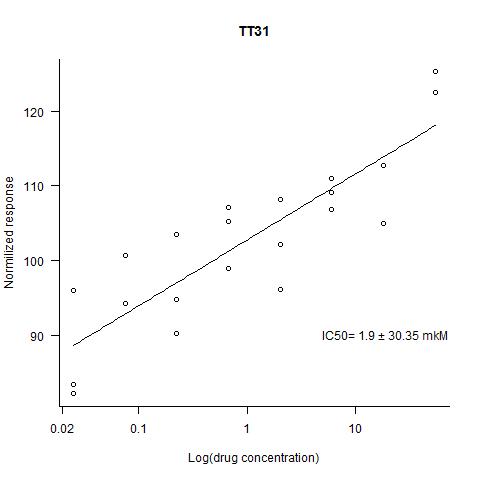 TT31
120
110
100
90
Normilized response
IC50= 1.9 ± 30.35 mkM
0.02 0.1 1 10
Log(drug concentration)